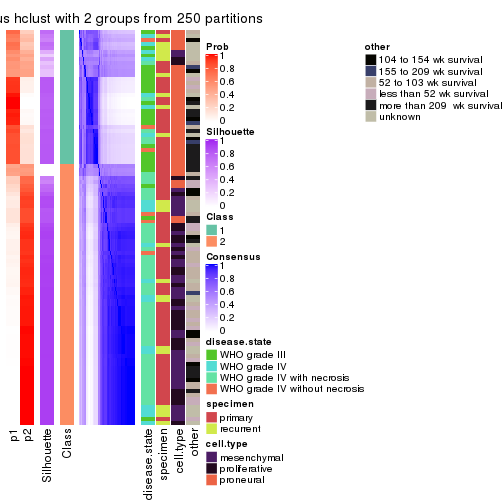 us hclust with 2 groups from 250 partitions
Prob
1
0.8
0.6
0.4
0.2
0
Silhouette
1
0.8
0.6
0.4
0.2
0
Class
1
2
Consensus
1
0.8
0.6
0.4
0.2
0
disease.state
WHO grade III
WHO grade IV
WHO grade IV with necrosis
WHO grade IV without necrosis
specimen
primary
recurrent
cell.type
mesenchymal
proliferative
proneural
other
104 to 154 wk survival
155 to 209 wk survival
52 to 103 wk survival
less than 52 wk survival
more than 209  wk survival
unknown
p1
p2
Silhouette
Class
disease.state
specimen
cell.type
other